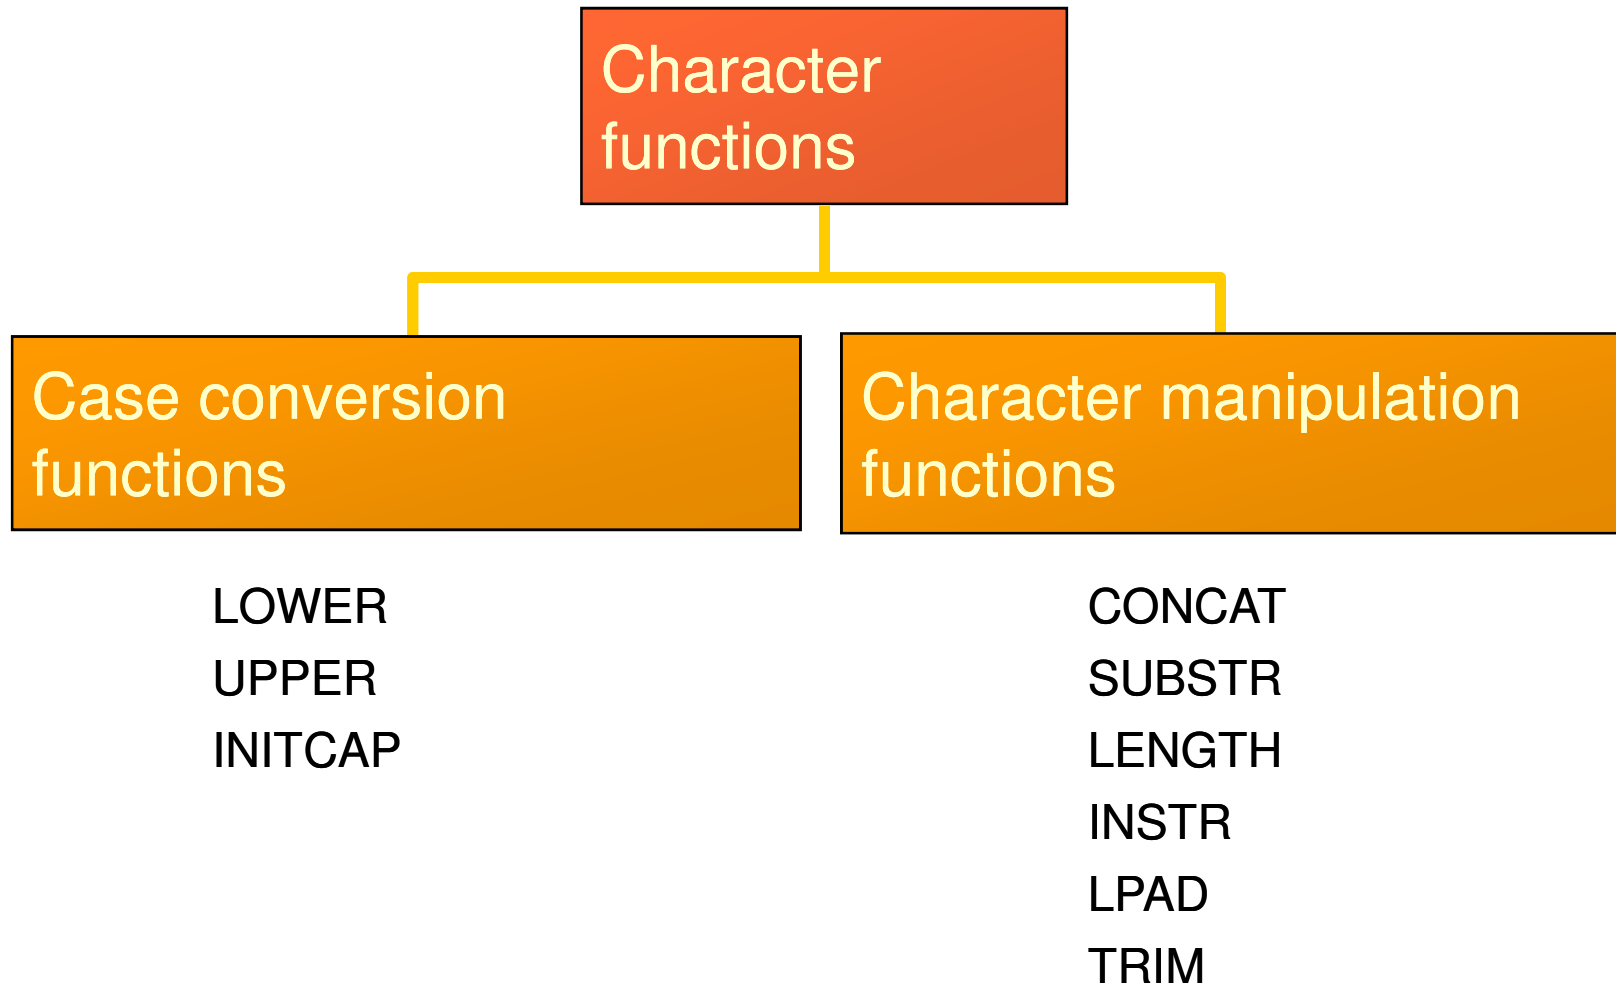 Character
functions
Case conversion
functions
Character manipulation
functions
LOWER
UPPER
INITCAP
CONCAT
SUBSTR
LENGTH
INSTR
LPAD
TRIM